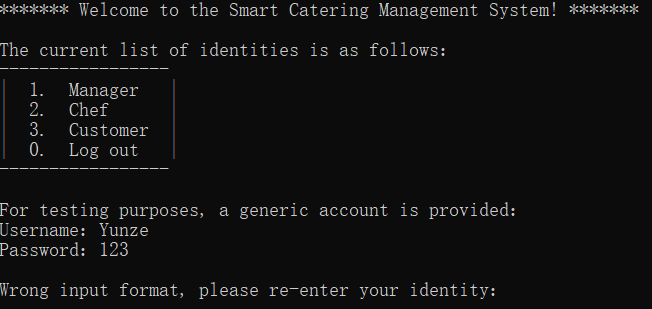 ******* Welcome to the Smart Catering Management System! *******
The current list of identities is as follows:
-----------------
| 1. Manager |
| 2. Chef |
| 3. Customer |
| 0. Log out |
-----------------
For testing purposes, a generic account is provided:
Username: Yunze
Password: 123
Wrong input format, please re-enter your identity: